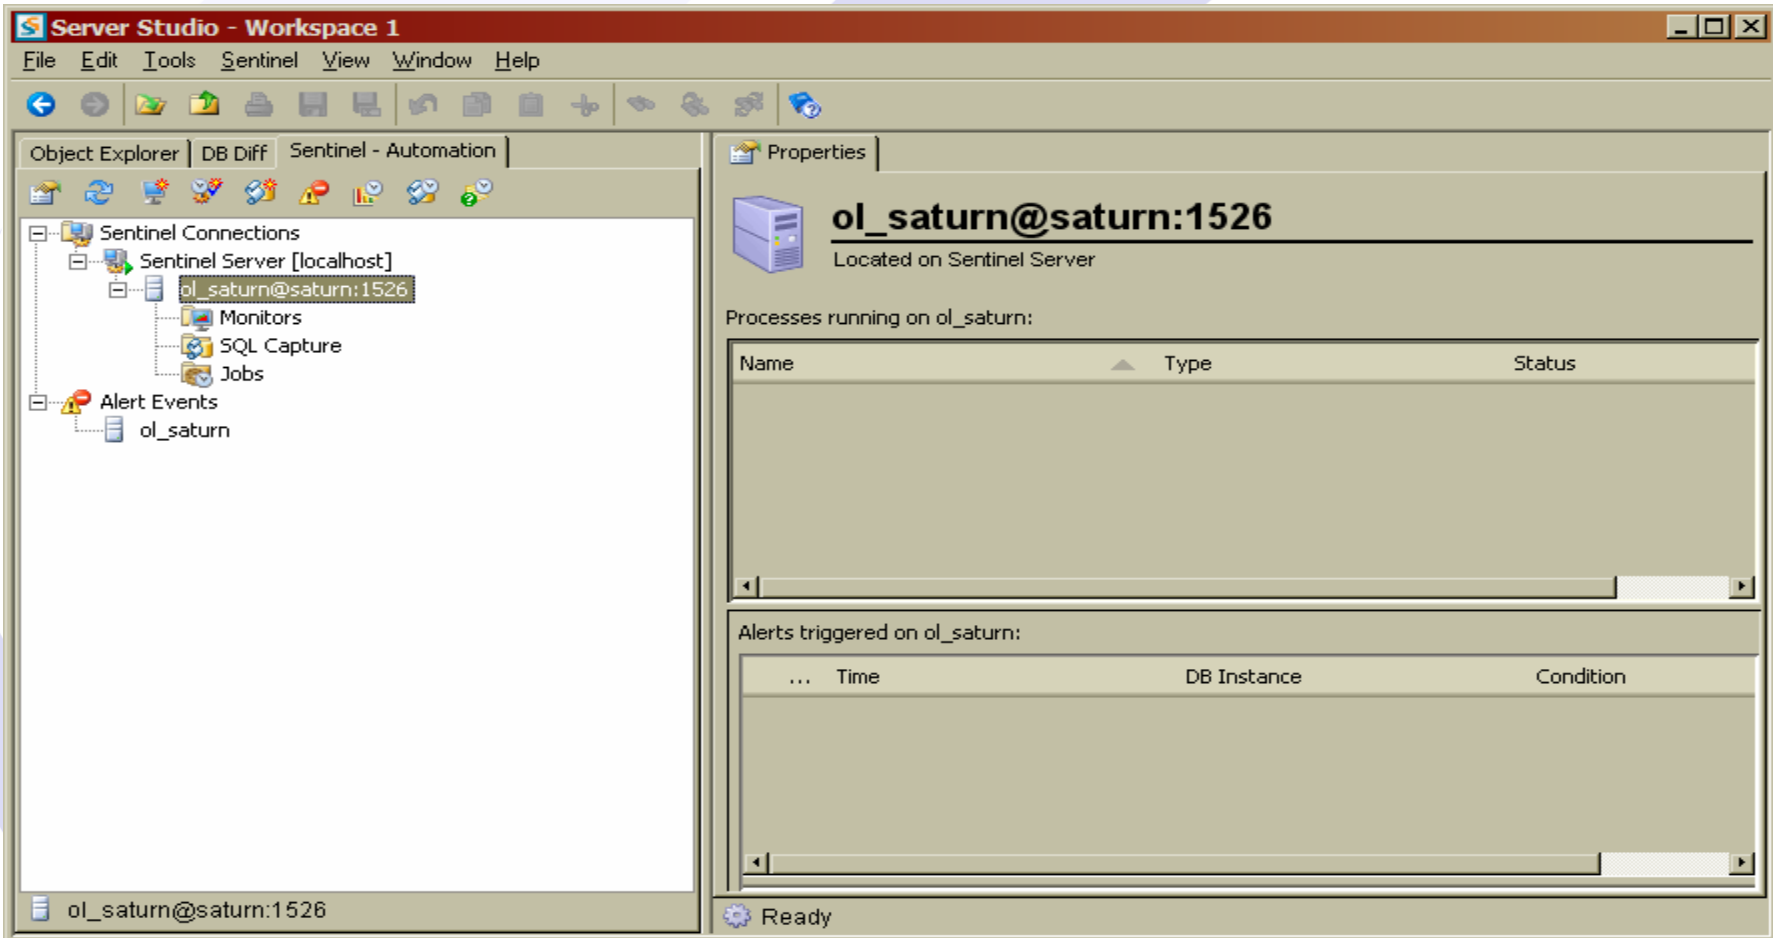 Server Studio - Workspace 1
File Edit Tools Sentinel View Window Help
Object Explorer DB Diff Sentinel - Automation
Sentinel Connections
Sentinel Server [localhost]
ol_saturn@saturn:1526
Monitors
SQL Capture
Jobs
Alert Events
ol_saturn
ol_saturn@saturn:1526
Properties
ol_saturn@saturn:1526
Located on Sentinel Server
Processes running on ol_saturn:
Name Type Status
Alerts triggered on ol_saturn:
... Time DB Instance Condition
Ready